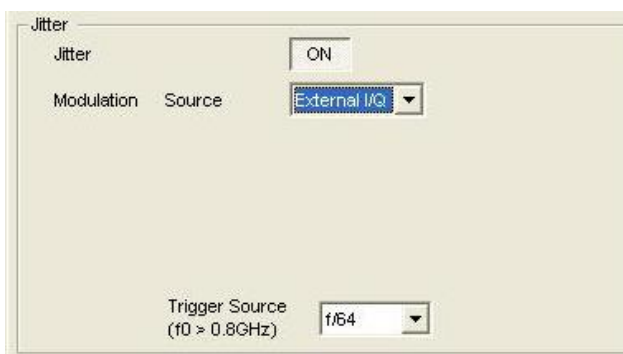 Jitter
Jitter ON
Modulation Source External I/Q
Trigger Source
(f0 > 0.8GHz) f/64